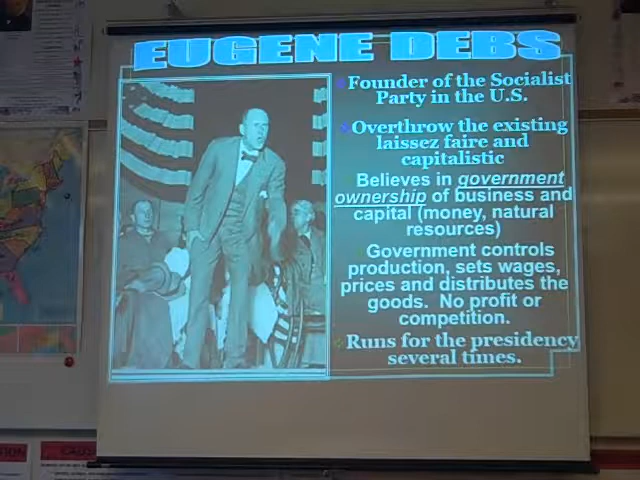 EUGENE DEBS
Founder of the Socialist
Party in the U.S.
Overthrow the existing
laissez faire and
capitalistic
Believes in government
ownership of business and
capital (money, natural
resources)
Government controls
production, sets wages,
prices and distributes the
goods. No profit or
competition.
Runs for the presidency
several times.